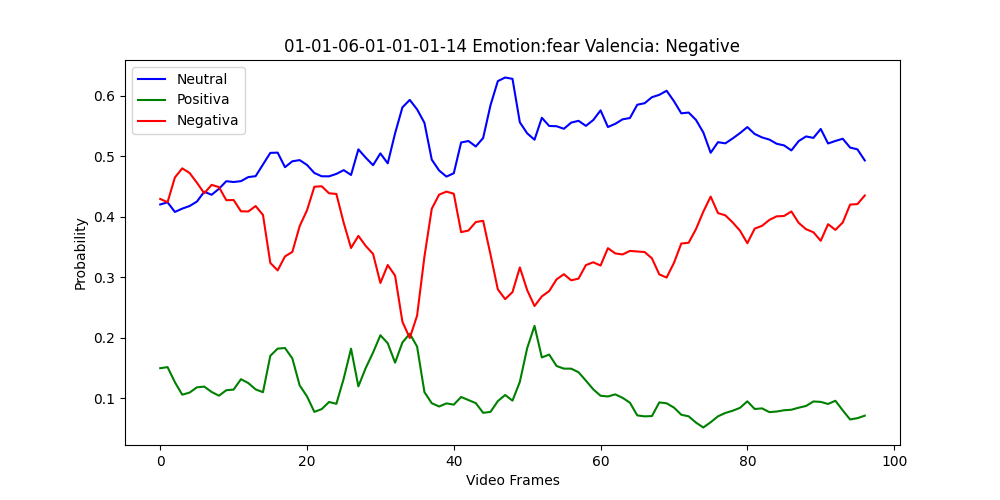 01-01-06-01-01-01-14 Emotion:fear Valencia: Negative
Neutral
Positiva
Negativa
Probability
0.6
0.5
0.4
0.3
0.2
0.1
0 20 40 60 80 100
Video Frames